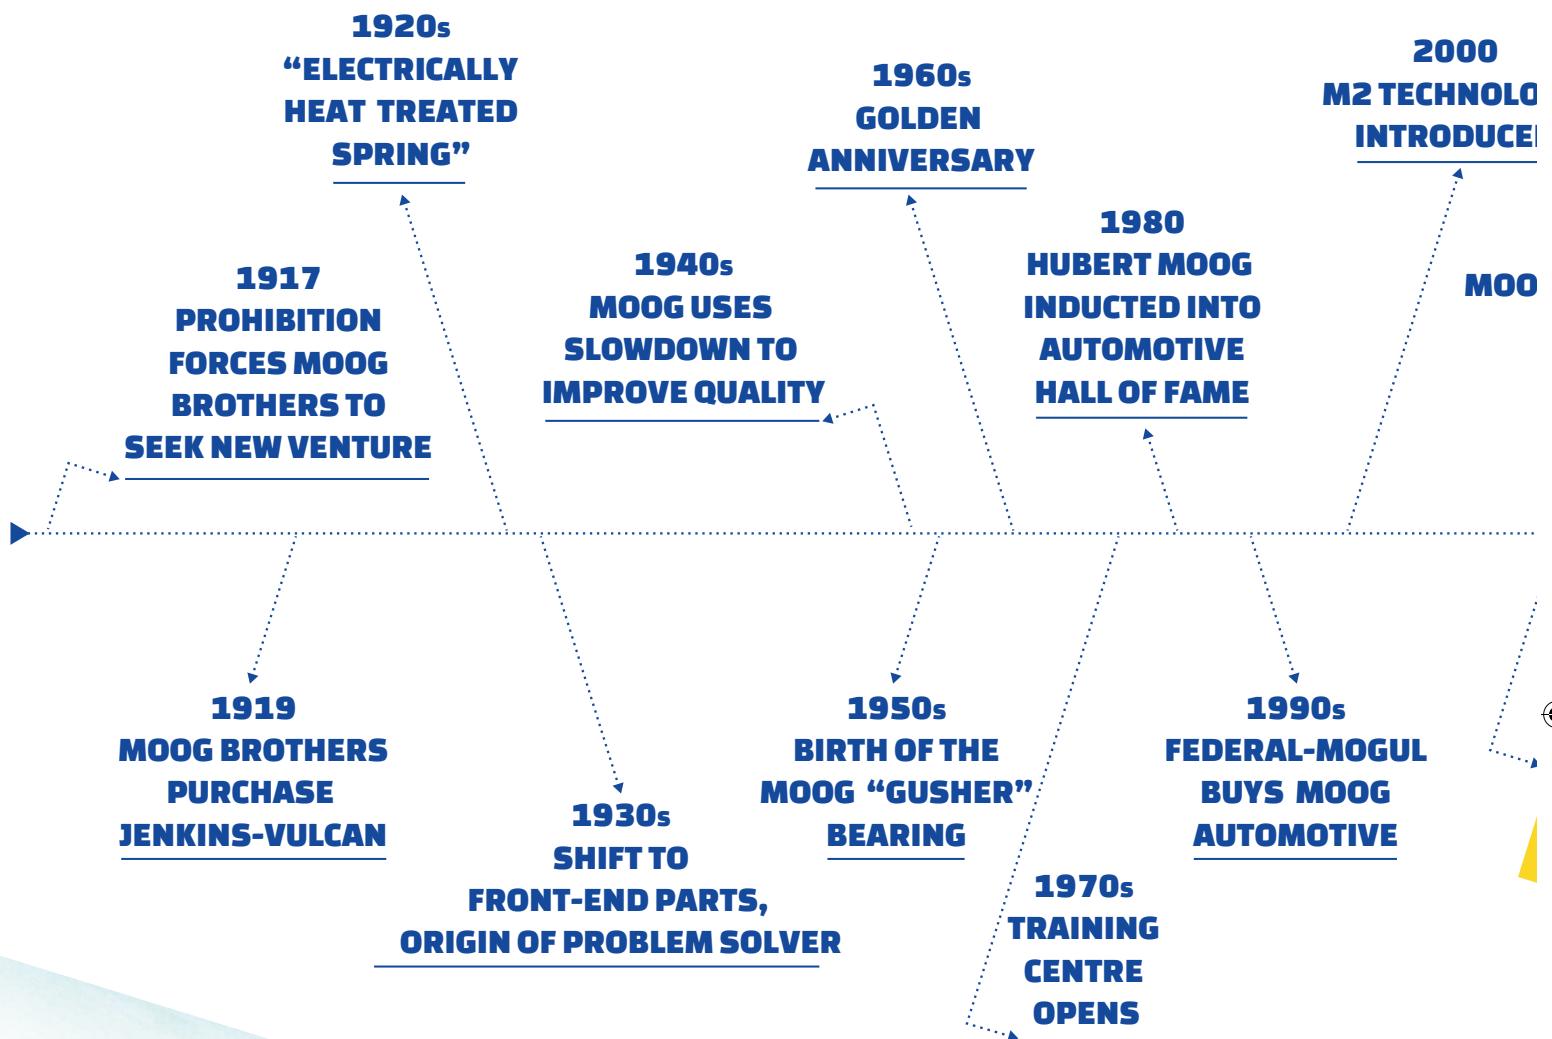 1920s
“ELECTRICALLY
HEAT TREATED
SPRING”
1960s
GOLDEN
ANNIVERSARY
2000
M2
1917
PROHIBITION
FORCES MOOG
BROTHERS TO
SEEK NEW VENTURE
1940s
MOOG USES
SLOWDOWN TO
IMPROVE QUALITY
1980
HUBERT MOOG
INDUCTED INTO
AUTOMOTIVE
HALL OF FAME
1919
MOOG BROTHERS
PURCHASE
JENKINS-VULCAN
1930s
SHIFT TO
FRONT-END PARTS,
ORIGIN OF PROBLEM SOLVER
1950s
BIRTH OF THE
MOOG “GUSHER”
BEARING
1970s
TRAINING
CENTRE
OPENS
1990s
FEDERAL-MOGUL
BUYS MOOG
AUTOMOTIVE